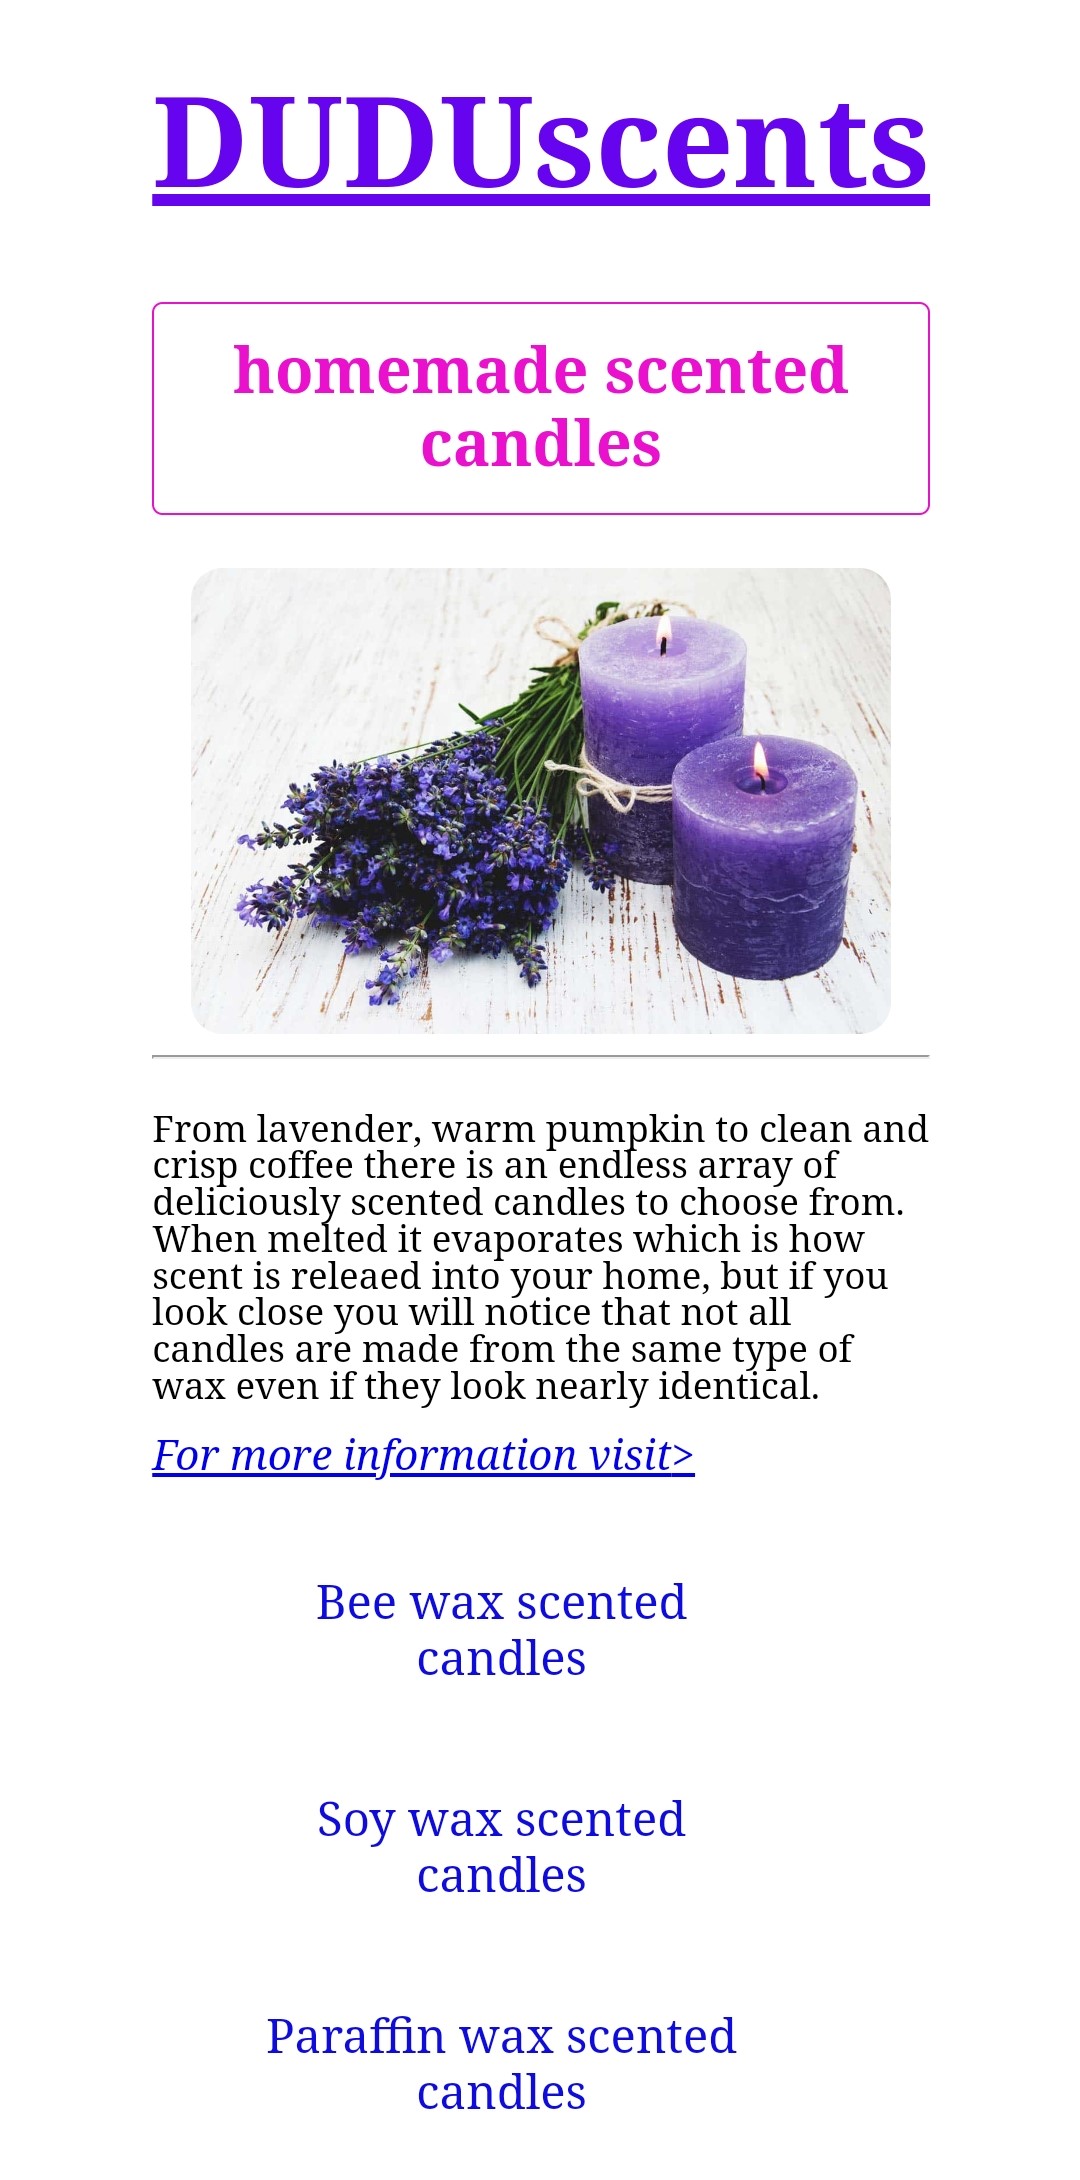 DUDUscents
homemade scented
candles
From lavender, warm pumpkin to clean and
crisp coffee there is an endless array of
deliciously scented candles to choose from.
When melted it evaporates which is how
scent is releaed into your home, but if you
look close you will notice that not all
candles are made from the same type of
wax even if they look nearly identical.
For more information visit>
Bee wax scented
candles
Soy wax scented
candles
Paraffin wax scented
candles